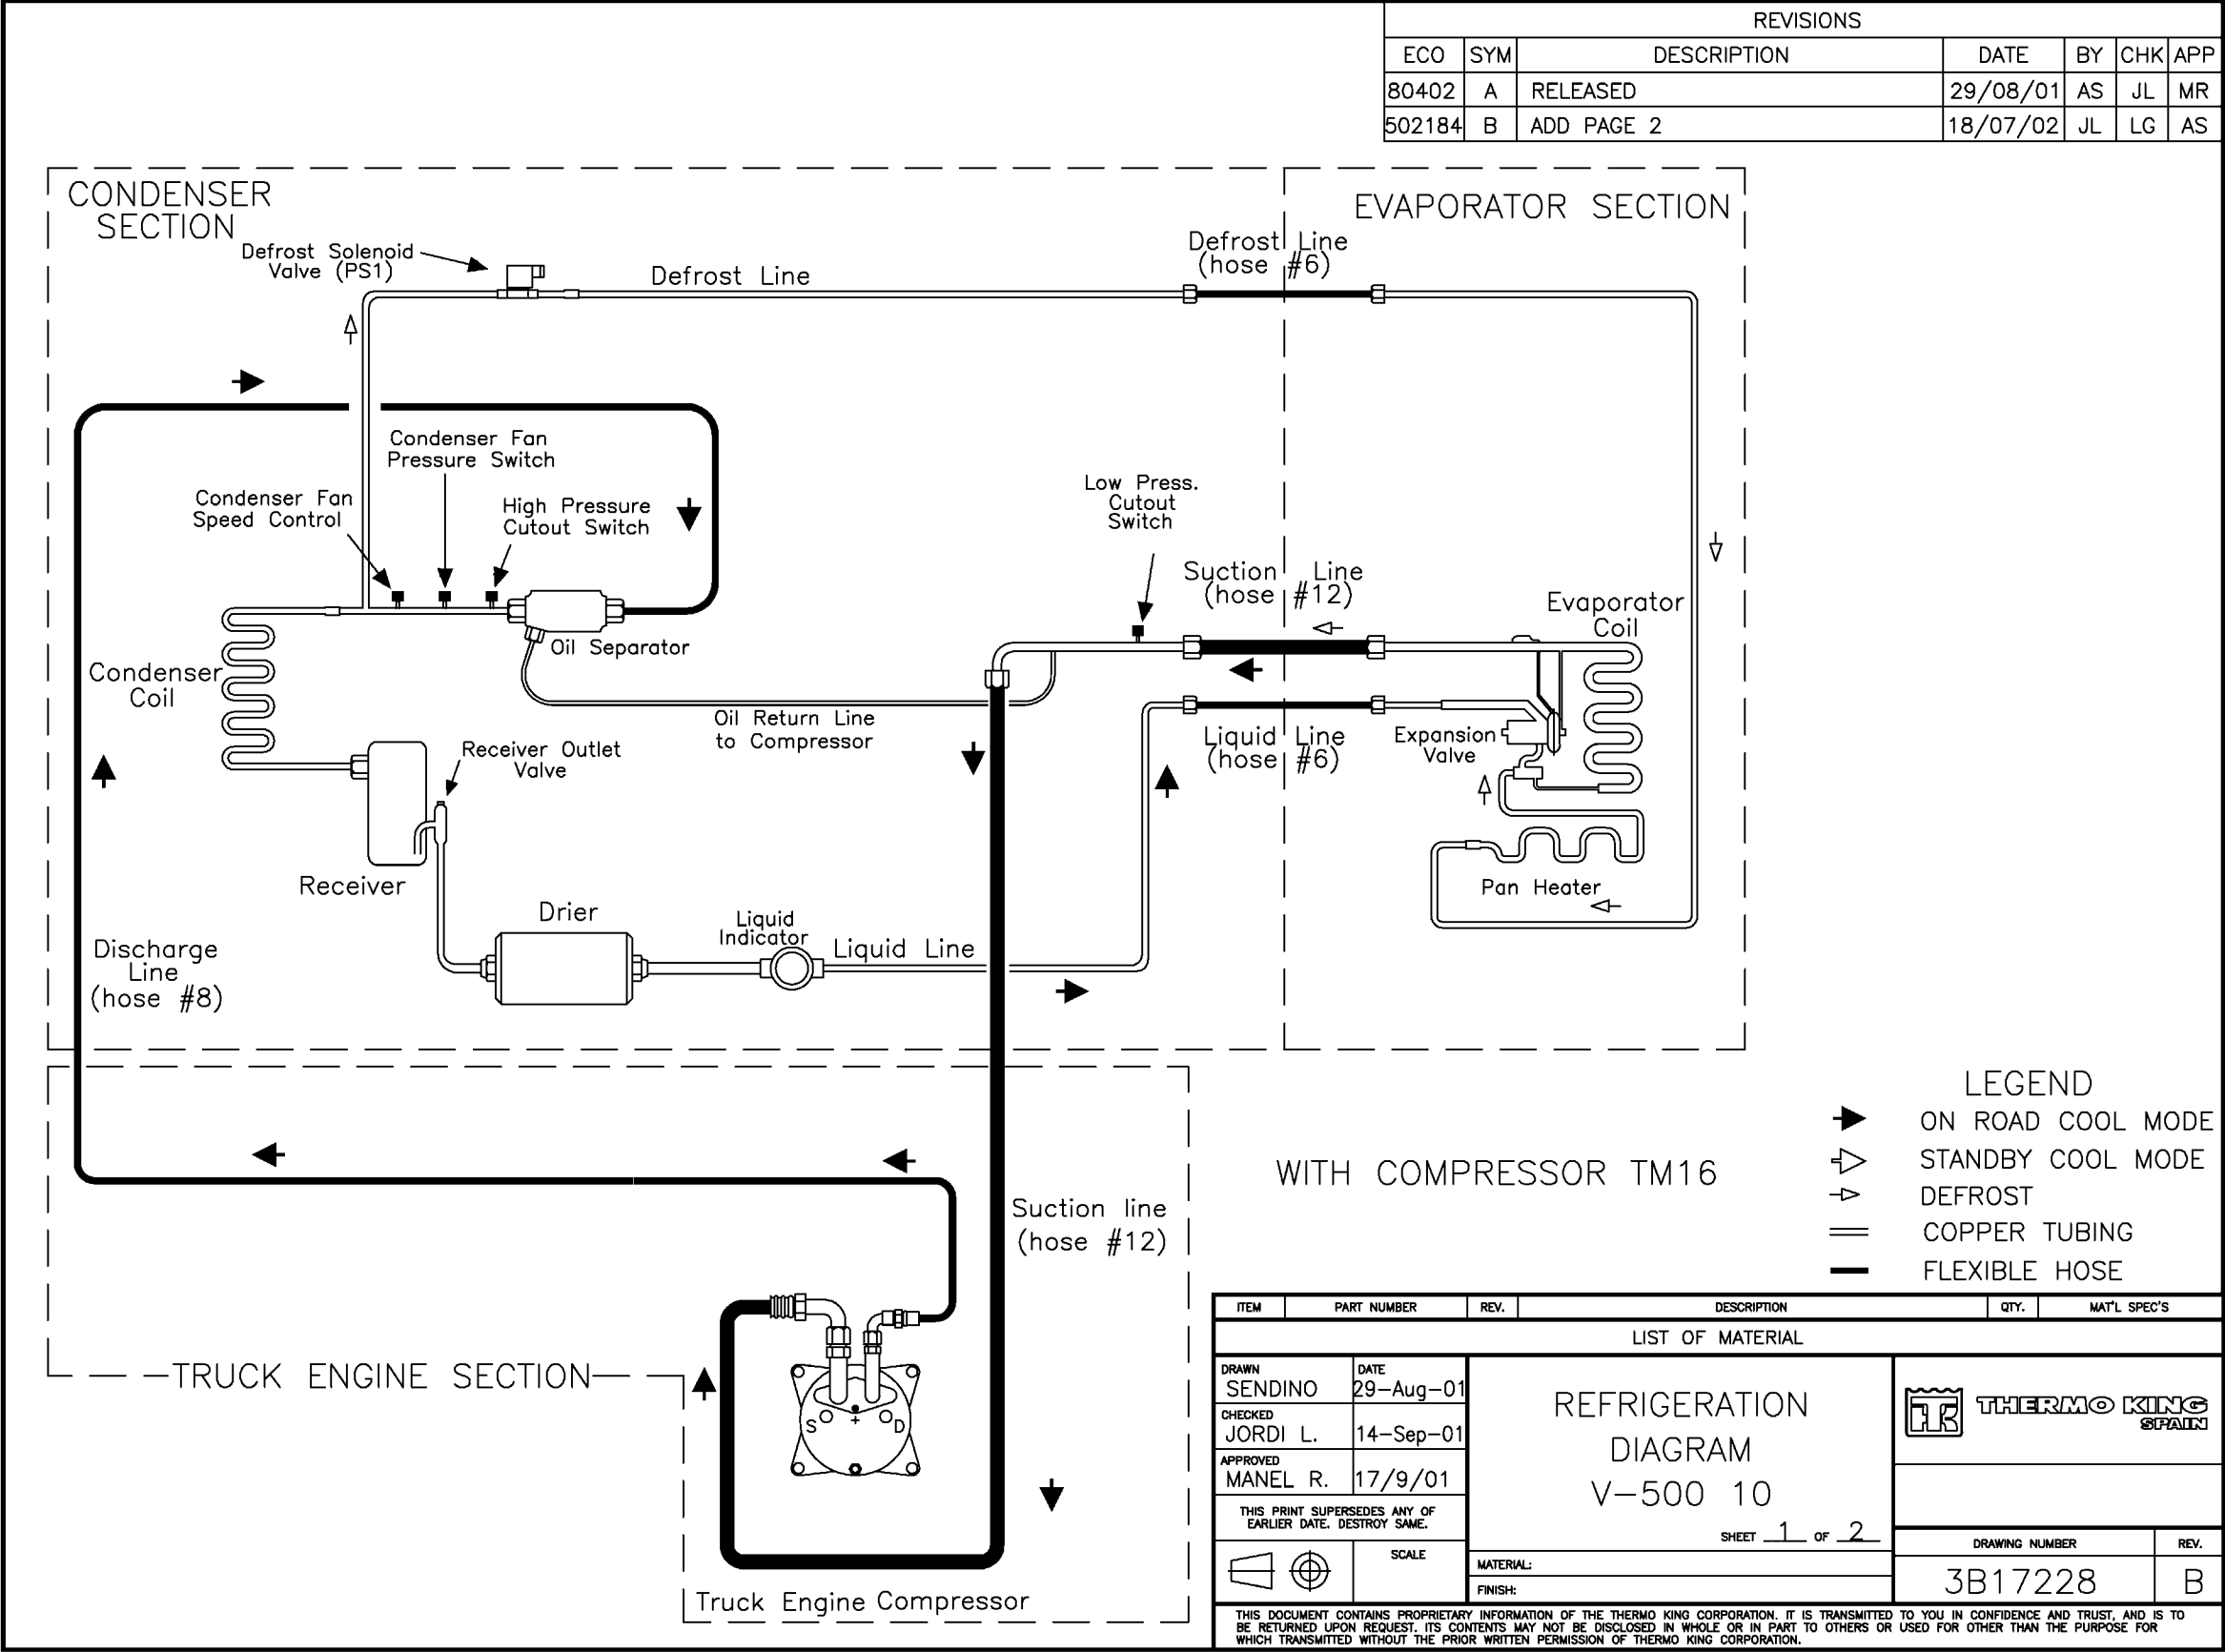 REVISIONS
ECO SYM DESCRIPTION DATE BY CHK APP
80402 A RELEASED 29/08/01 AS JL MR
502184 B ADD PAGE 2 18/07/02 JL LG AS
CONDENSER
SECTION
EVAPORATOR SECTION
Defrost Solenoid
Valve (PS1)
Defrost Line
Defrost Line
(hose #6)
Condenser Fan
Pressure Switch
Condenser Fan
Speed Control
High Pressure
Cutout Switch
Low Press.
Cutout
Switch
Suction Line
(hose #12)
Evaporator
Coil
Oil Separator
Condenser
Coil
Oil Return Line
to Compressor
Receiver Outlet
Valve
Liquid Line
(hose #6)
Expansion
Valve
Receiver
Pan Heater
Drier
Liquid
Indicator
Liquid Line
Discharge
Line
(hose #8)
LEGEND
ON ROAD COOL MODE
STANDBY COOL MODE
DEFROST
COPPER TUBING
FLEXIBLE HOSE
WITH COMPRESSOR TM16
Suction line
(hose #12)
TRUCK ENGINE SECTION
S D
Truck Engine Compressor
ITEM PART NUMBER REV. DESCRIPTION QTY. MAT'L SPEC'S
LIST OF MATERIAL
DRAWN DATE
SENDINO 29-Aug-01
CHECKED
JORDI L. 14-Sep-01
APPROVED
MANEL R. 17/9/01
THIS PRINT SUPERSEDES ANY OF
EARLIER DATE. DESTROY SAME.
SCALE
REFRIGERATION
DIAGRAM
V-500 10
SHEET 1 OF 2
MATERIAL:
FINISH:
TK THERMO KING
SPAIN
DRAWING NUMBER REV.
3B17228 B
THIS DOCUMENT CONTAINS PROPRIETARY INFORMATION OF THE THERMO KING CORPORATION. IT IS TRANSMITTED TO YOU IN CONFIDENCE AND TRUST, AND IS TO
BE RETURNED UPON REQUEST. ITS CONTENTS MAY NOT BE DISCLOSED IN WHOLE OR IN PART TO OTHERS OR USED FOR OTHER THAN THE PURPOSE FOR
WHICH TRANSMITTED WITHOUT THE PRIOR WRITTEN PERMISSION OF THERMO KING CORPORATION.